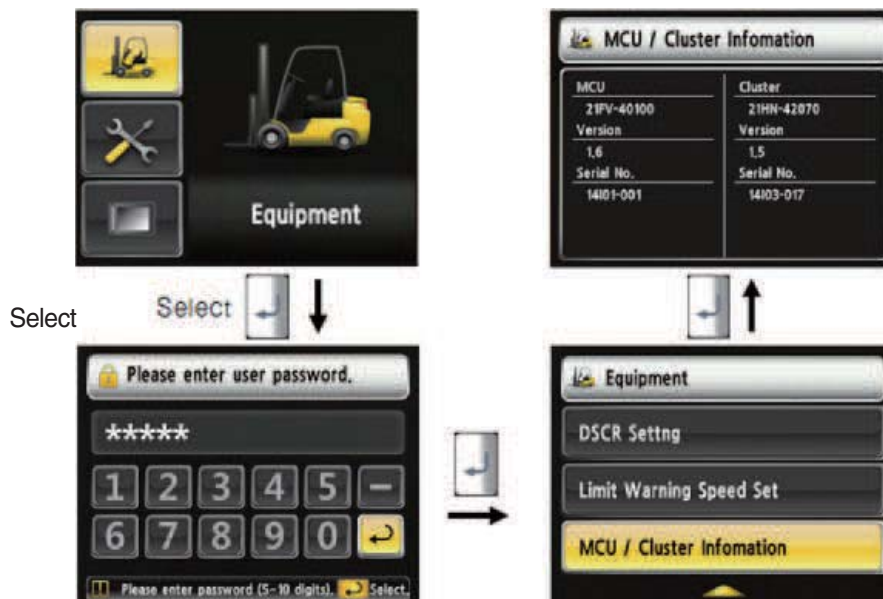 Equipment
Select
Select
Please enter user password.
*****
1 2 3 4 5 −
6 7 8 9 0
Please enter password (5-10 digits). Select.
Equipment
DSCR Settng
Limit Warning Speed Set
MCU / Cluster Infomation
MCU / Cluster Infomation
MCU
21FV-40100
Version
1.6
Serial No.
14I01-001
Cluster
21HN-42070
Version
1.5
Serial No.
14I03-017